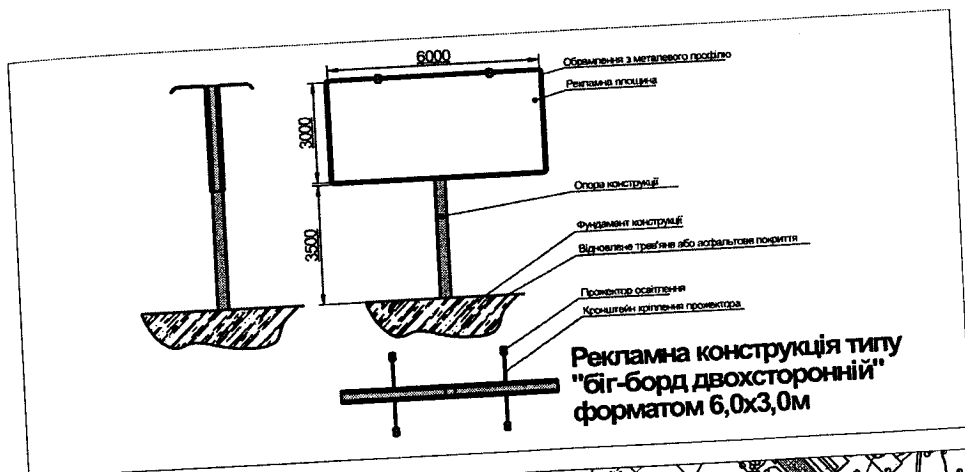 6000
Обрамлення з металевого профілю
Рекламна площина
3000
Опора конструкції
3500
Фундамент конструкції
Відновлене трав'яне або асфальтове покриття
Прожектор освітлення
Кронштейн кріплення прожектора
Рекламна конструкція типу
"біг-борд двохсторонній"
форматом 6,0х3,0м